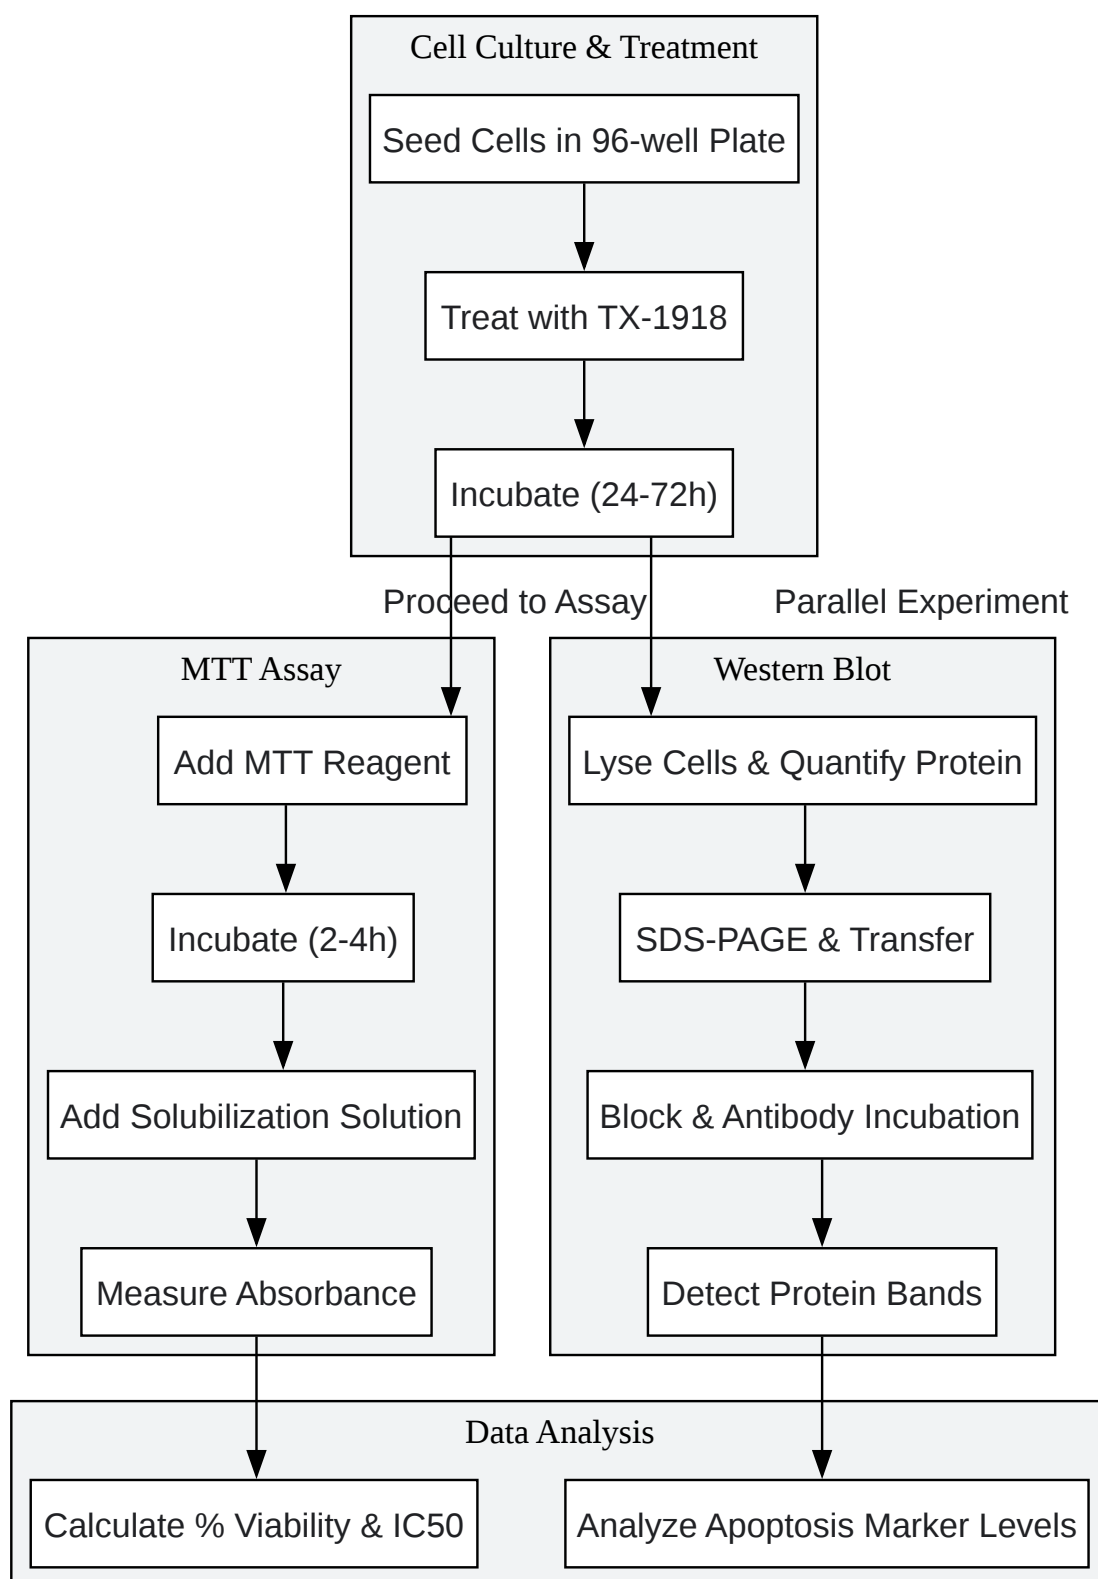 Cell Culture & Treatment
Seed Cells in 96-well Plate
Treat with TX-1918
Incubate (24-72h)
Proceed to Assay
Parallel Experiment
MTT Assay
Add MTT Reagent
Incubate (2-4h)
Add Solubilization Solution
Measure Absorbance
Western Blot
Lyse Cells & Quantify Protein
SDS-PAGE & Transfer
Block & Antibody Incubation
Detect Protein Bands
Data Analysis
Calculate % Viability & IC50
Analyze Apoptosis Marker Levels